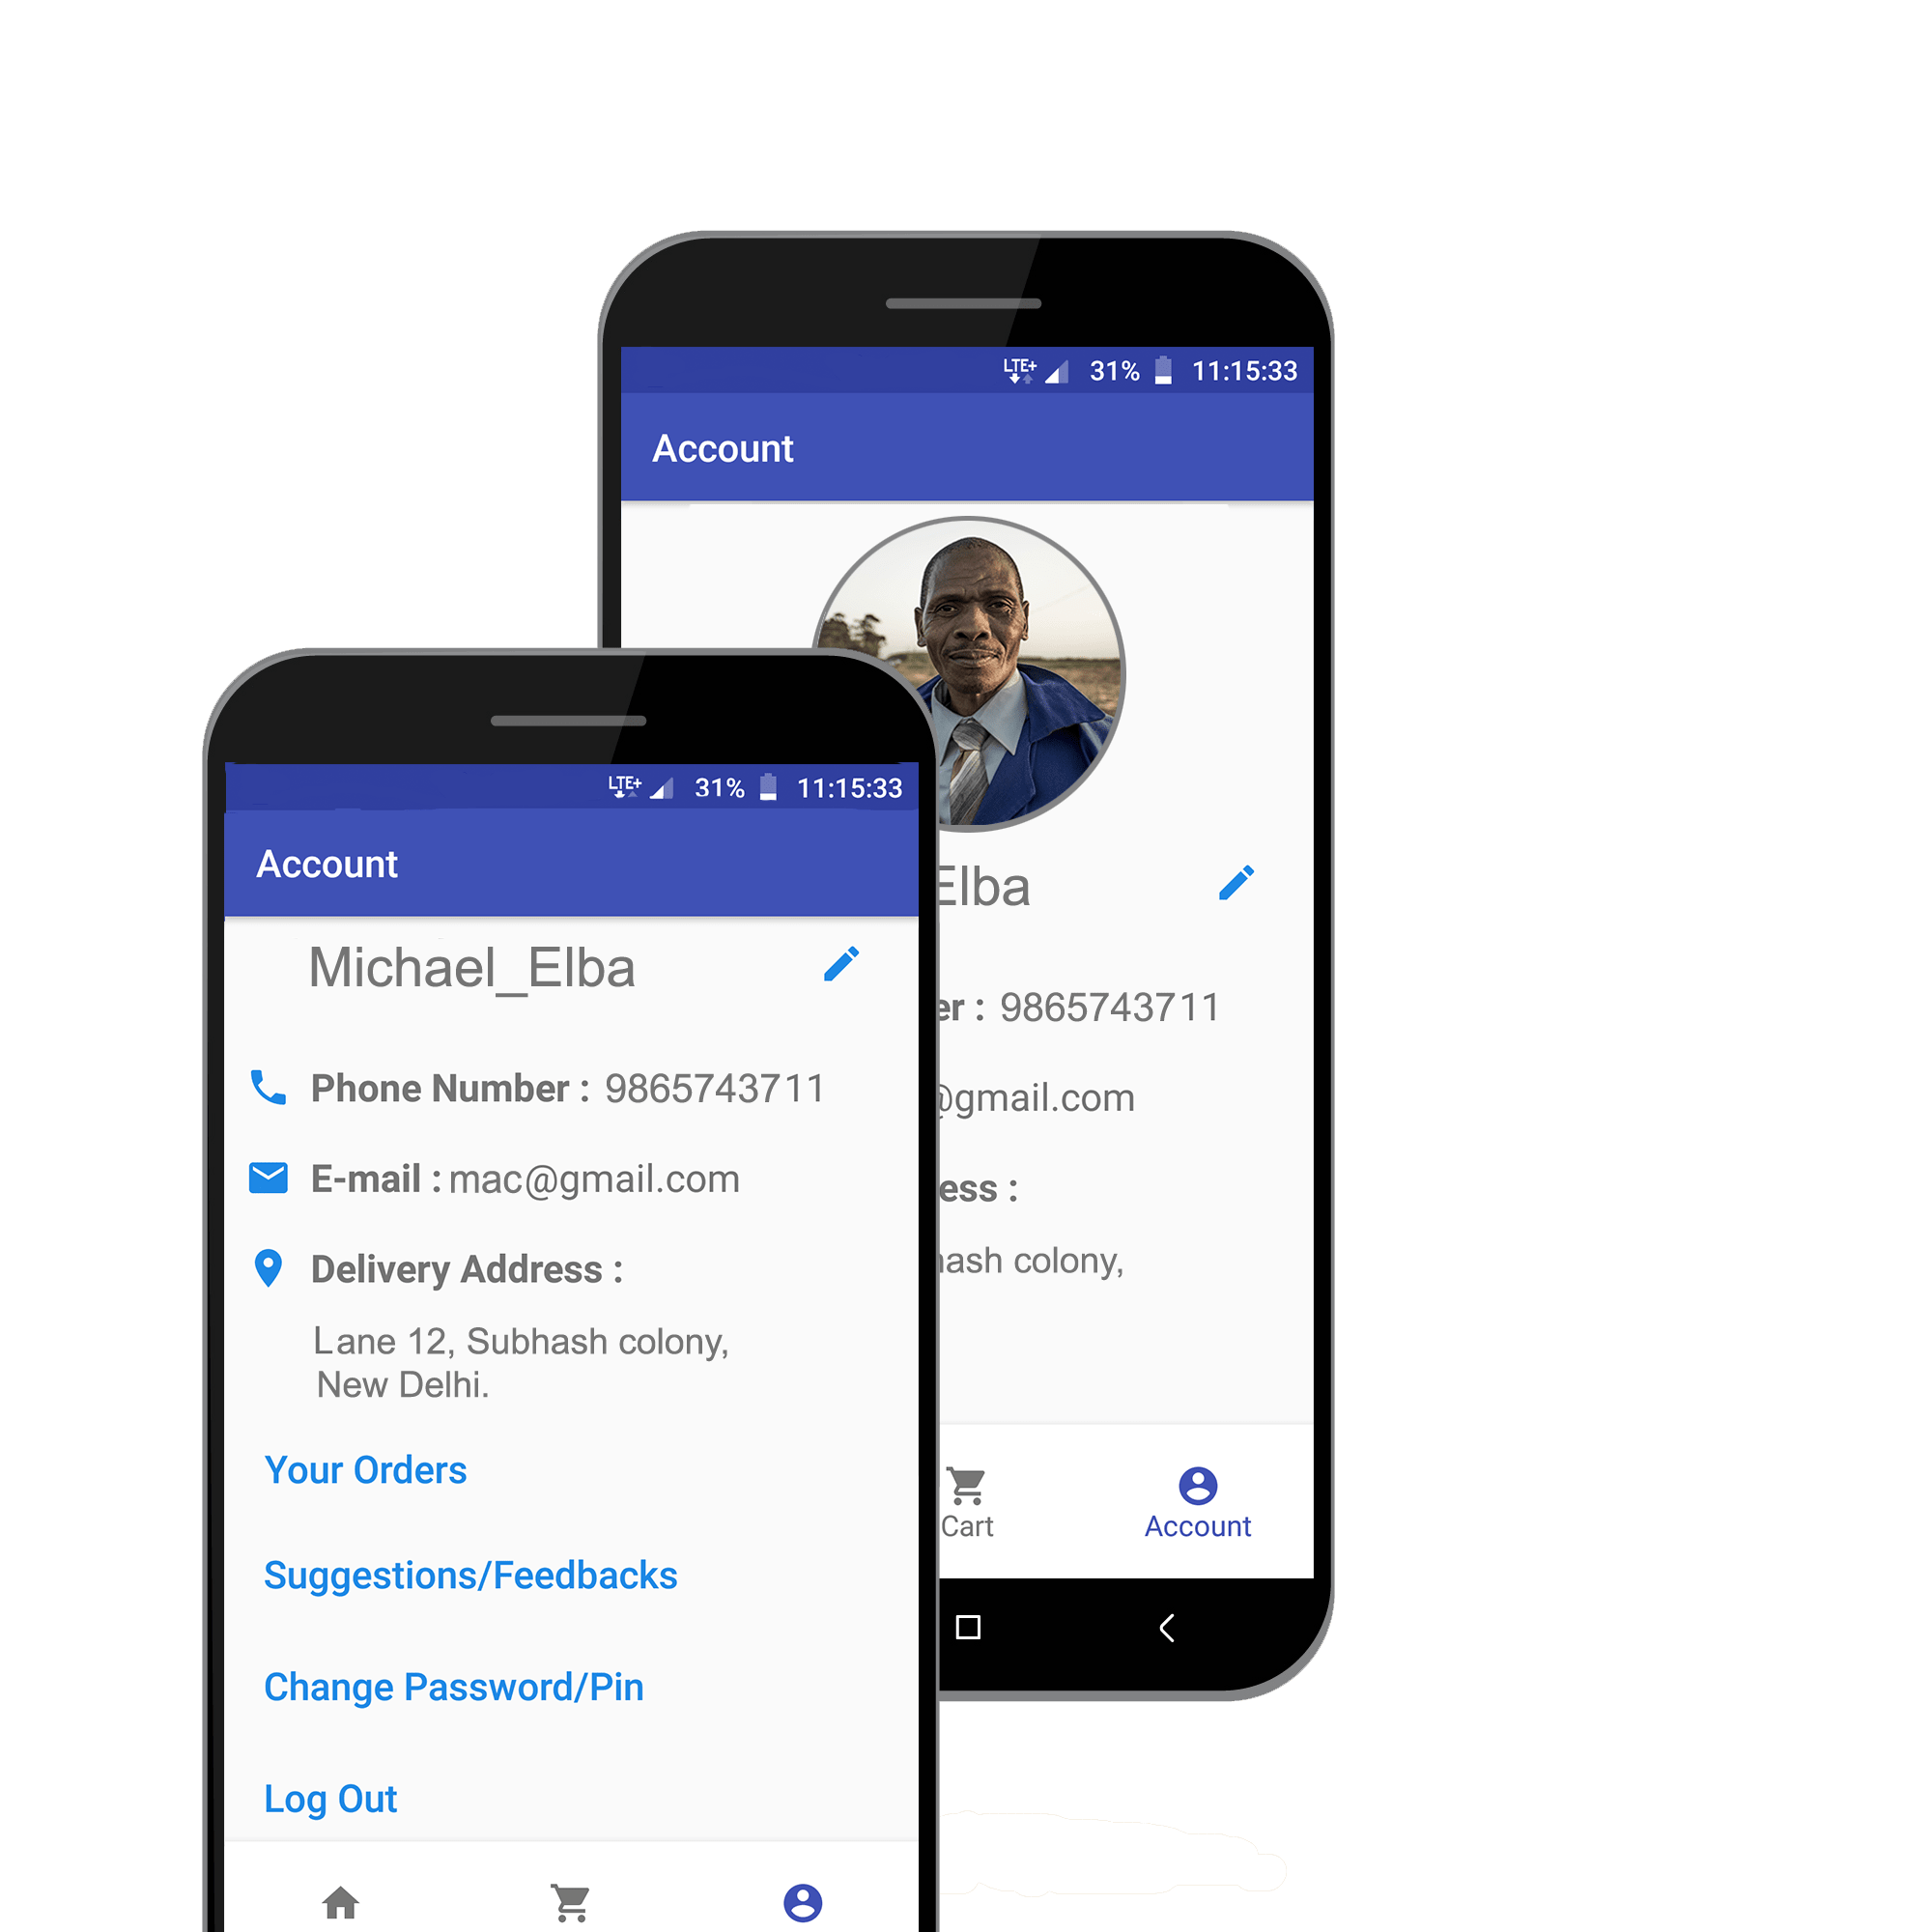 LTE+ 31% 11:15:33
Account
Elba
er : 9865743711
@gmail.com
ess :
hash colony,
Cart
Account
LTE+ 31% 11:15:33
Account
Michael_Elba
Phone Number : 9865743711
E-mail : mac@gmail.com
Delivery Address :
Lane 12, Subhash colony,
New Delhi.
Your Orders
Suggestions/Feedbacks
Change Password/Pin
Log Out